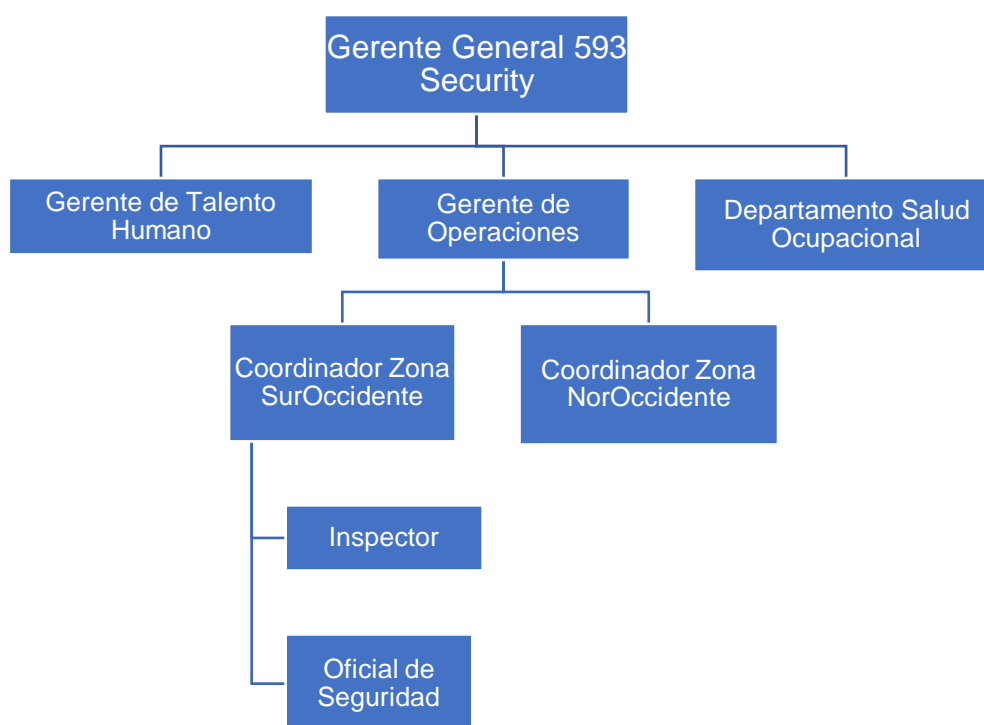 Gerente General 593
Security
Gerente de Talento
Humano
Gerente de
Operaciones
Departamento Salud
Ocupacional
Coordinador Zona
SurOccidente
Coordinador Zona
NorOccidente
Inspector
Oficial de
Seguridad